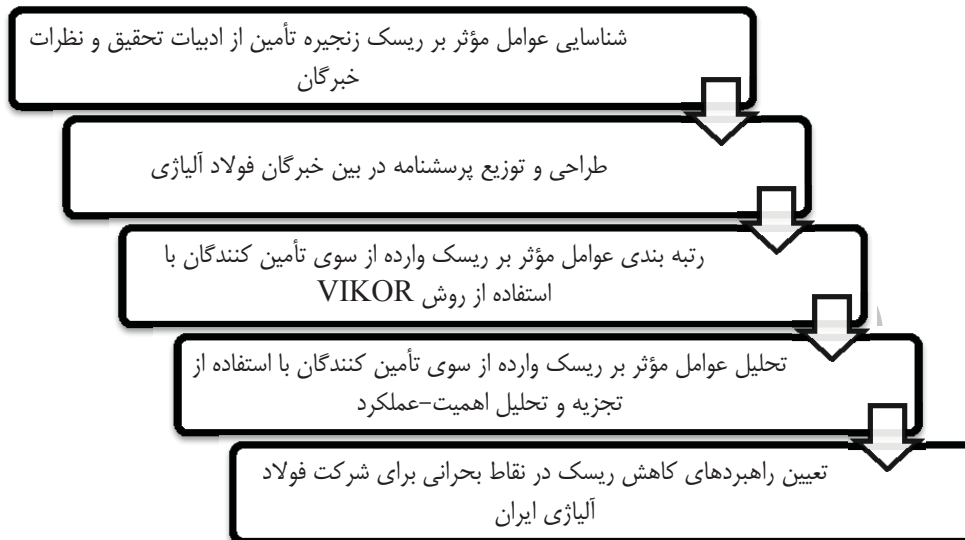 شناسایی عوامل مؤثر بر ریسک زنجیره تأمین از ادبیات تحقیق و نظرات
خبرگان
طراحی و توزیع پرسشنامه در بین خبرگان فولاد آلیاژی
رتبه بندی عوامل مؤثر بر ریسک وارده از سوی تأمین کنندگان با
استفاده از روش VIKOR
تحلیل عوامل مؤثر بر ریسک وارده از سوی تأمین کنندگان با استفاده از
تجزیه و تحلیل اهمیت-عملکرد
تعیین راهبردهای کاهش ریسک در نقاط بحرانی برای شرکت فولاد
آلیاژی ایران